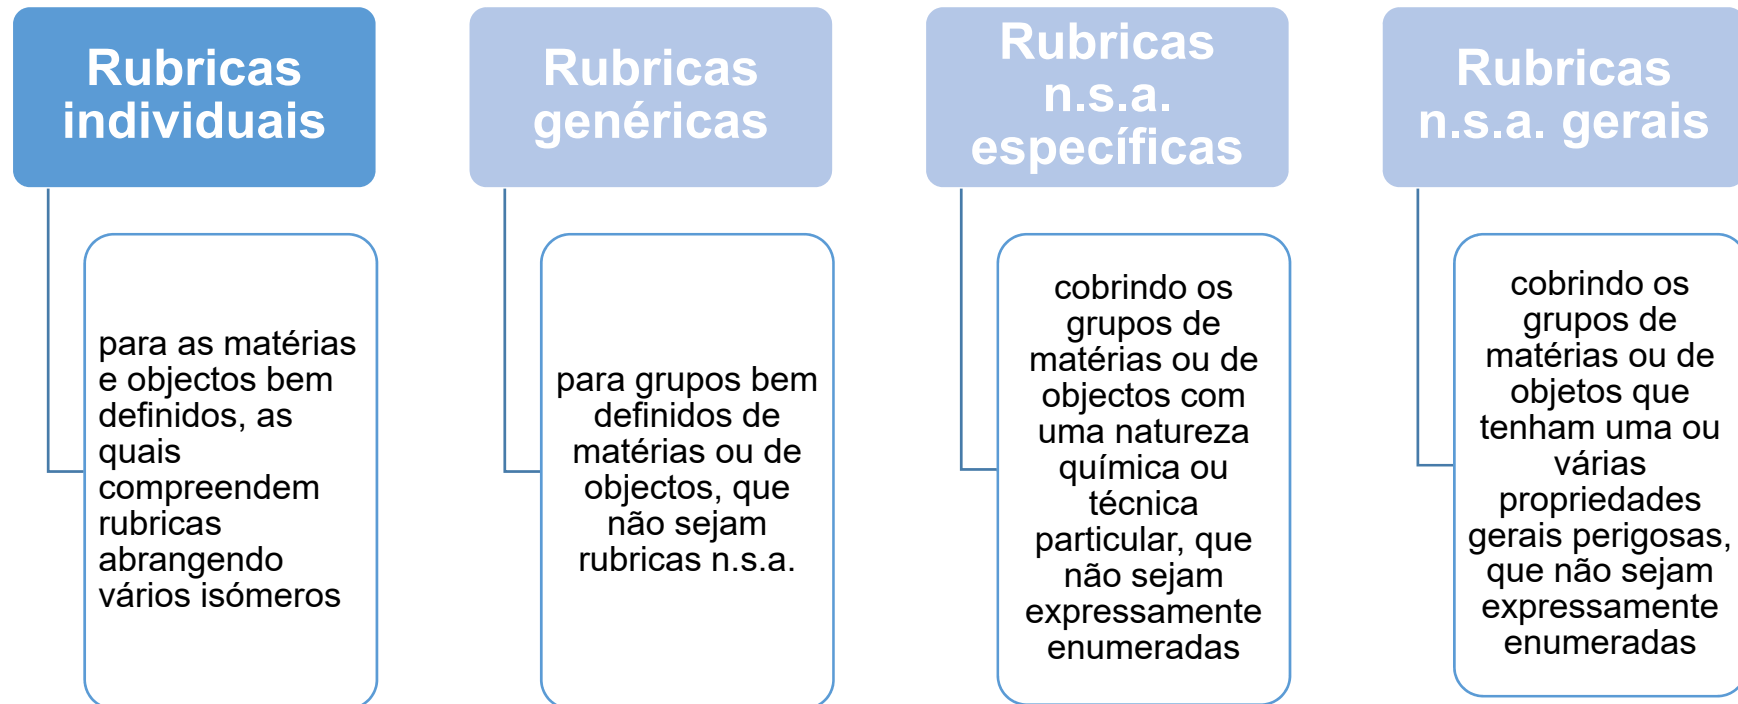 Rubricas
individuais
para as matérias
e objectos bem
definidos, as
quais
compreendem
rubricas
abrangendo
vários isómeros
Rubricas
genéricas
para grupos bem
definidos de
matérias ou de
objectos, que
não sejam
rubricas n.s.a.
Rubricas
n.s.a.
específicas
cobrindo os
grupos de
matérias ou de
objectos com
uma natureza
química ou
técnica
particular, que
não sejam
expressamente
enumeradas
Rubricas
n.s.a. gerais
cobrindo os
grupos de
matérias ou de
objetos que
tenham uma ou
várias
propriedades
gerais perigosas,
que não sejam
expressamente
enumeradas